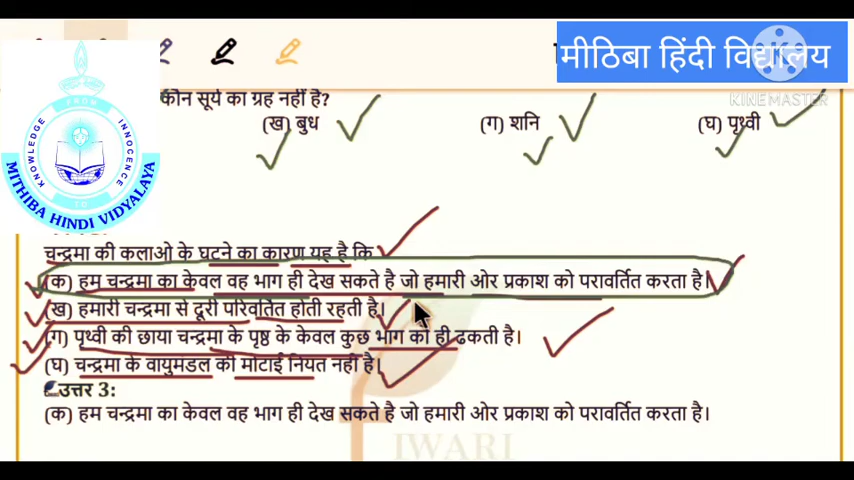 मीठिबा हिंदी विद्यालय
KINEMASTER
कौन सूर्य का ग्रह नहीं है?
(ख) बुध (ग) शनि (घ) पृथ्वी
FROM
KNOWLEDGE INNOCENCE
TO
MITHIBA HINDI VIDYALAYA
चन्द्रमा की कलाओ के घटने का कारण यह है कि
(क) हम चन्द्रमा का केवल वह भाग ही देख सकते है जो हमारी ओर प्रकाश को परावर्तित करता है।
(ख) हमारी चन्द्रमा से दूरी परिवर्तित होती रहती है।
(ग) पृथ्वी की छाया चन्द्रमा के पृष्ठ के केवल कुछ भाग को ही ढकती है।
(घ) चन्द्रमा के वायुमडल की मोटाई नियत नहीं है।
उत्तर 3:
(क) हम चन्द्रमा का केवल वह भाग ही देख सकते है जो हमारी ओर प्रकाश को परावर्तित करता है।
IWARI